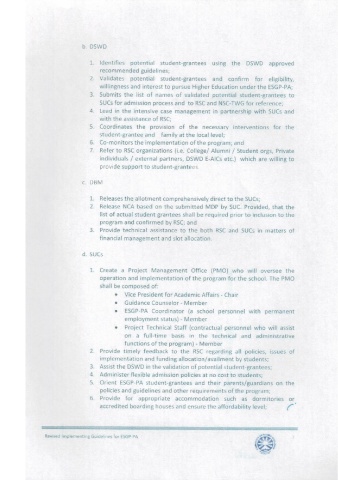 b. DSWD
1. Identifies potential student-grantees using the DSWD approved
recommended guidelines;
2. Validates potential student-grantees and confirm for eligibility,
willingness and interest to pursue Higher Education under the ESGP-PA;
3. Submits the list of names of validated potential student-grantees to
SUCs for admission process and to RSC and NSC-TWG for reference;
4. Lead in the intensive case management in partnership with SUCs and
with the assistance of RSC;
5. Coordinates the provision of the necessary interventions for the
student-grantee and family at the local level;
6. Co-monitors the implementation of the program; and
7. Refer to RSC organizations (i.e. College/ Alumni / Student orgs, Private
individuals / external partners, DSWD E-AICs etc.) which are willing to
provide support to student-grantees.
c. DBM
1. Releases the allotment comprehensively direct to the SUCs;
2. Release NCA based on the submitted MDP by SUC. Provided, that the
list of actual student grantees shall be required prior to inclusion to the
program and confirmed by RSC; and
3. Provide technical assistance to the both RSC and SUCs in matters of
financial management and slot allocation.
d. SUCs
1. Create a Project Management Office (PMO) who will oversee the
operation and implementation of the program for the school. The PMO
shall be composed of:
• Vice President for Academic Affairs - Chair
• Guidance Counselor - Member
• ESGP-PA Coordinator (a school personnel with permanent
employment status) - Member
• Project Technical Staff (contractual personnel who will assist
on a full-time basis in the technical and administrative
functions of the program) - Member
2. Provide timely feedback to the RSC regarding all policies, issues of
implementation and funding allocation/availment by students;
3. Assist the DSWD in the validation of potential student-grantees;
4. Administer flexible admission policies at no cost to students;
5. Orient ESGP-PA student-grantees and their parents/guardians on the
policies and guidelines and other requirements of the program;
6. Provide for appropriate accommodation such as dormitories or
accredited boarding houses and ensure the affordability level;
Revised Implementing Guidelines for ESGP-PA